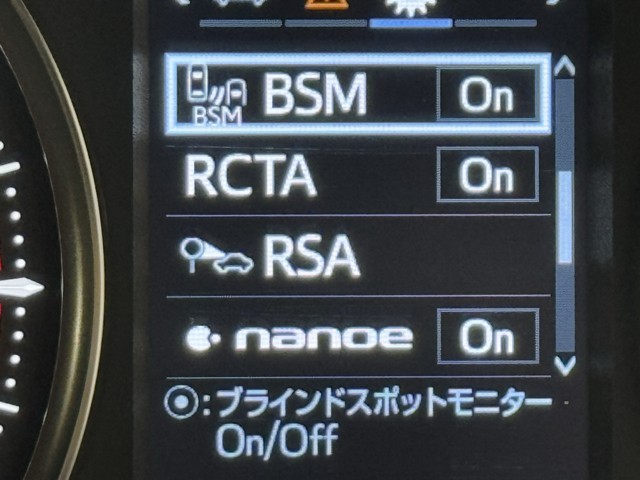 BSM BSM On
RCTA On
RSA
nanoe On
◉:ブラインドスポットモニター
On/Off